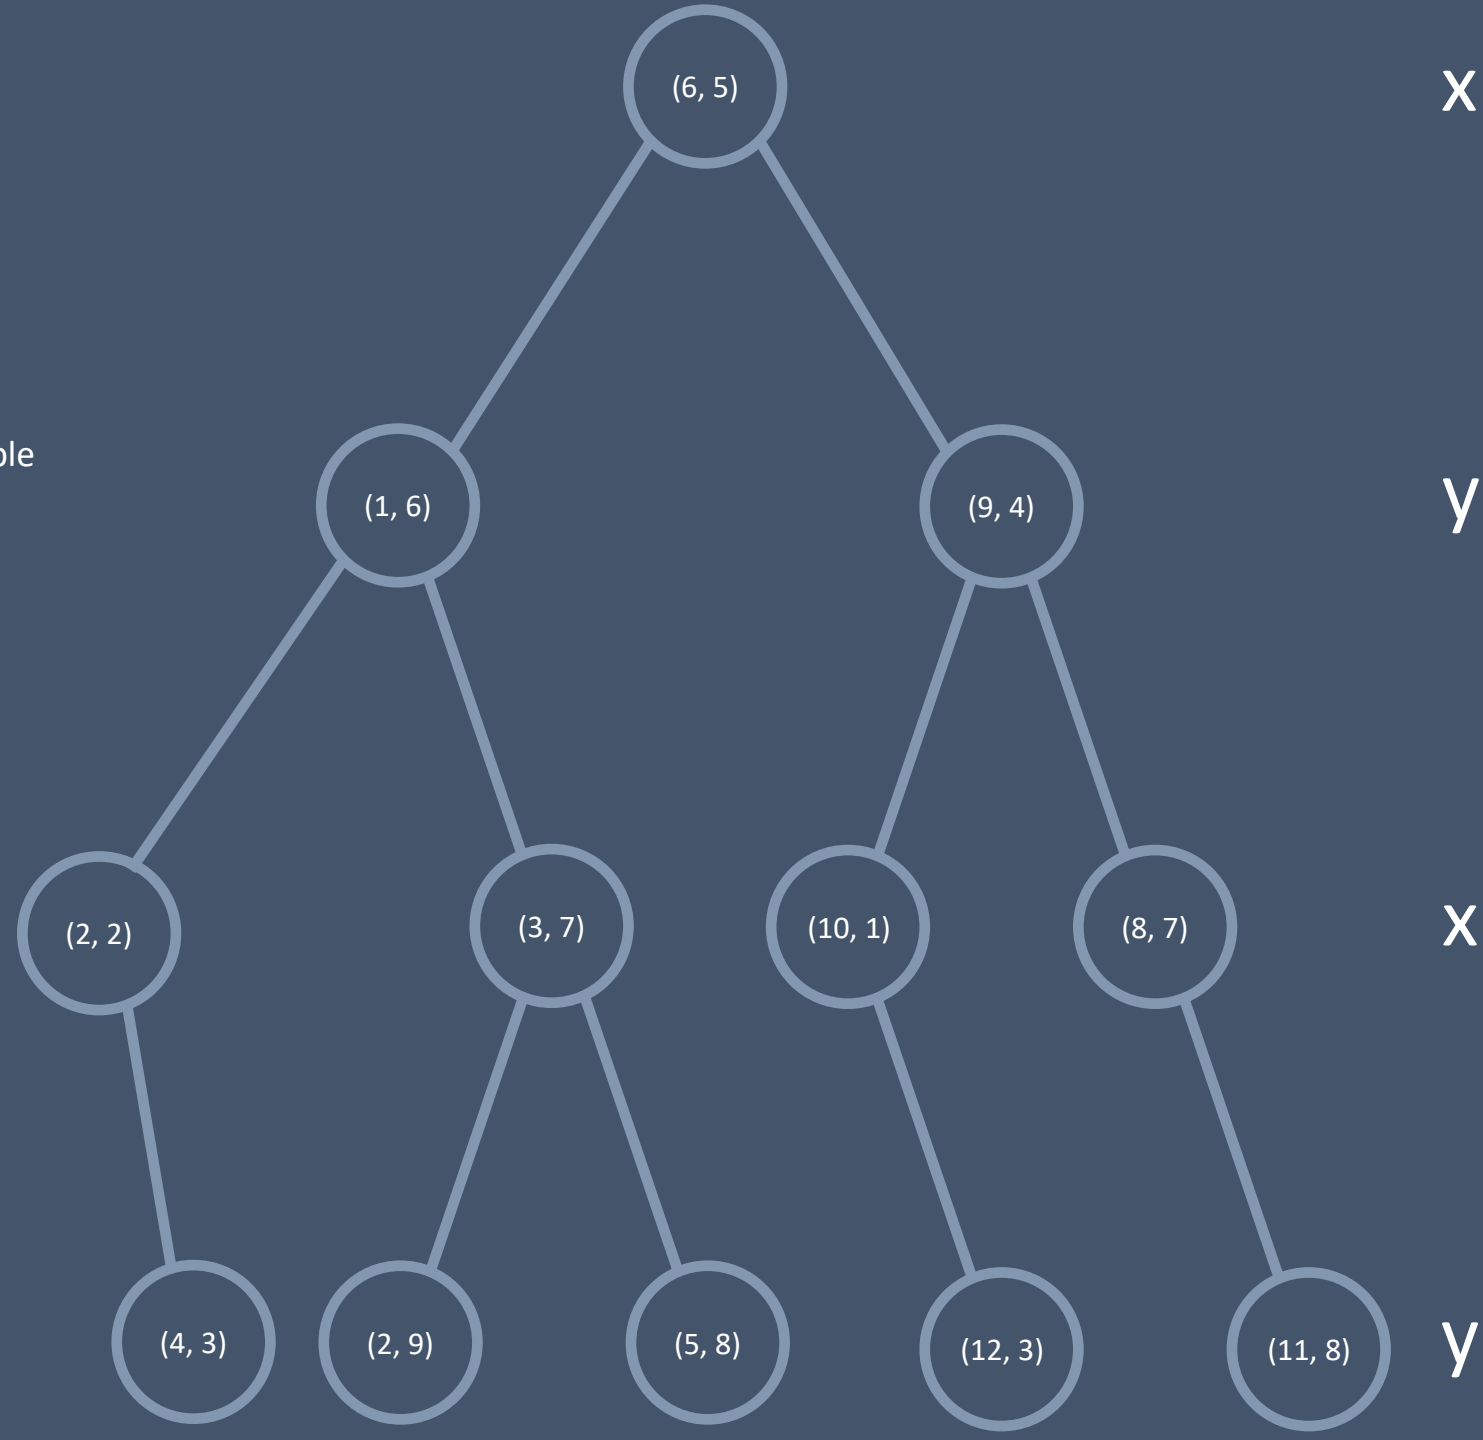 (6, 5) x
ple
(1, 6) (9, 4) y
(2, 2) (3, 7) (10, 1) (8, 7) x
(4, 3) (2, 9) (5, 8) (12, 3) (11, 8) y